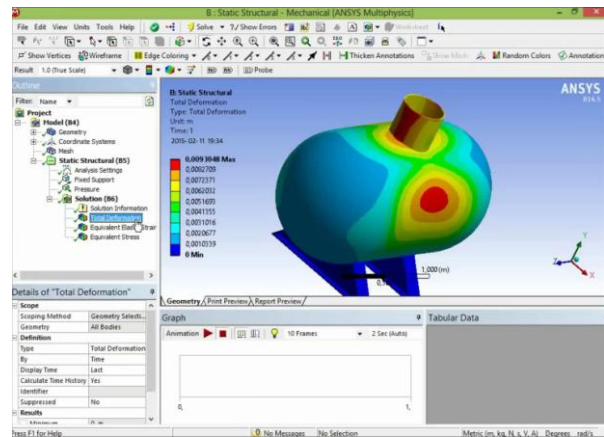 B : Static Structural - Mechanical [ANSYS Multiphysics]
File Edit View Units Tools Help Solve ?/ Show Errors Worksheet
Show Vertices Wireframe Edge Coloring Thicken Annotations Show Mesh Random Colors Annotation
Result 1.0 (True Scale) Probe
Outline
Filter: Name
Project
Model (B4)
Geometry
Coordinate Systems
Mesh
Static Structural (B5)
Analysis Settings
Fixed Support
Pressure
Solution (B6)
Solution Information
Total Deformation
Equivalent Elastic Strain
Equivalent Stress
B: Static Structural
Total Deformation
Type: Total Deformation
Unit: m
Time: 1
2015-02-11 19:34
0,0093048 Max
0,0082709
0,0072371
0,0062032
0,0051693
0,0041355
0,0031016
0,0020677
0,0010339
0 Min
ANSYS
R16.5
1,000 (m)
Y
Z
X
Geometry Print Preview Report Preview
Details of "Total Deformation"
Scope
Scoping Method Geometry Selecti...
Geometry All Bodies
Definition
Type Total Deformation
By Time
Display Time Last
Calculate Time History Yes
Identifier
Suppressed No
Results
Minimum 0, m
Graph
Animation 10 Frames 2 Sec (Auto)
0, 1,
Tabular Data
Press F1 for Help No Messages No Selection Metric (m, kg, N, s, V, A) Degrees rad/s